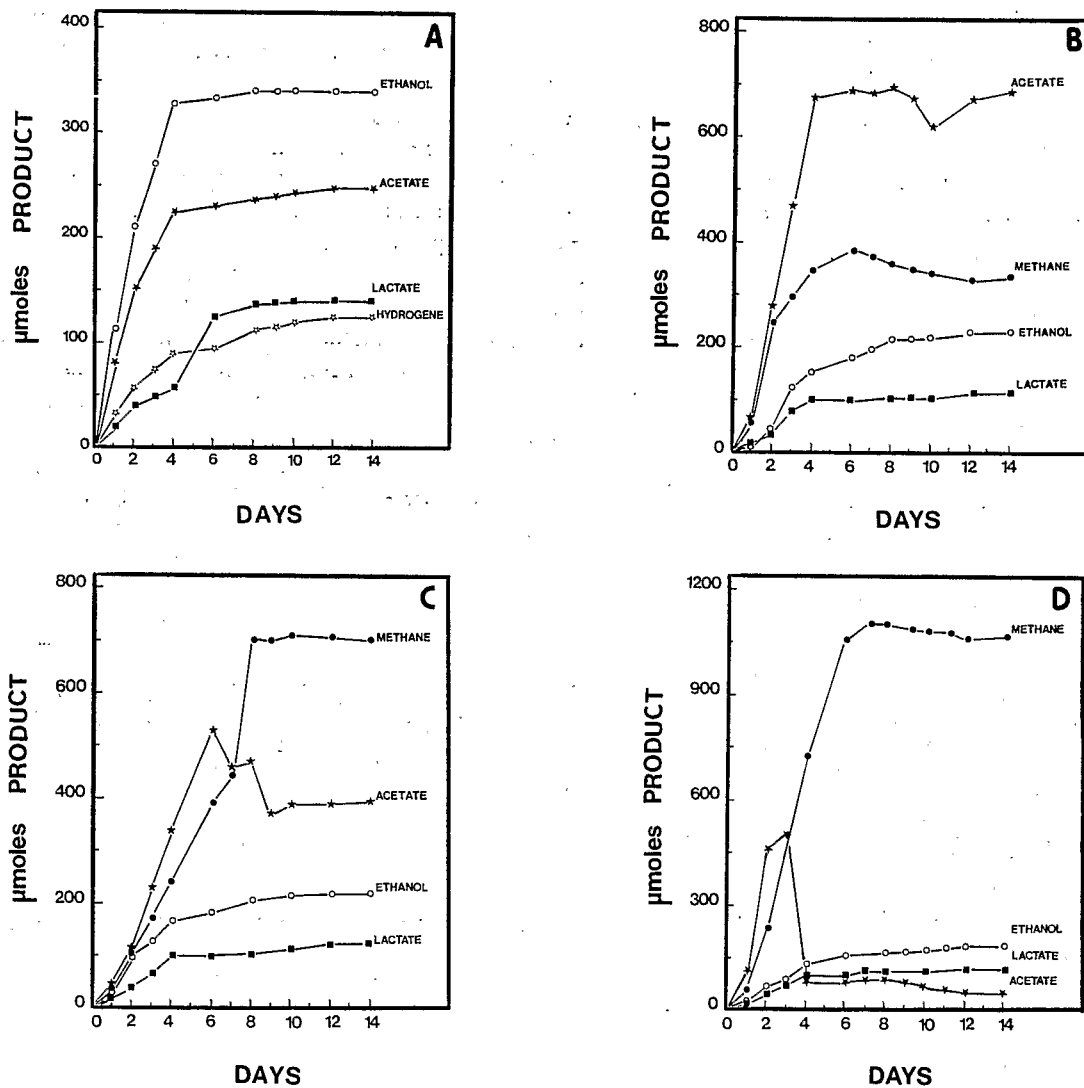 A
400
300
200
100
0
µmoles PRODUCT
ETHANOL
ACETATE
LACTATE
HYDROGENE
0 2 4 6 8 10 12 14
DAYS
B
800
600
400
200
0
µmoles PRODUCT
ACETATE
METHANE
ETHANOL
LACTATE
0 2 4 6 8 10 12 14
DAYS
C
800
600
400
200
0
µmoles PRODUCT
METHANE
ACETATE
ETHANOL
LACTATE
0 2 4 6 8 10 12 14
DAYS
D
1200
900
600
300
0
µmoles PRODUCT
METHANE
ETHANOL
LACTATE
ACETATE
0 2 4 6 8 10 12 14
DAYS